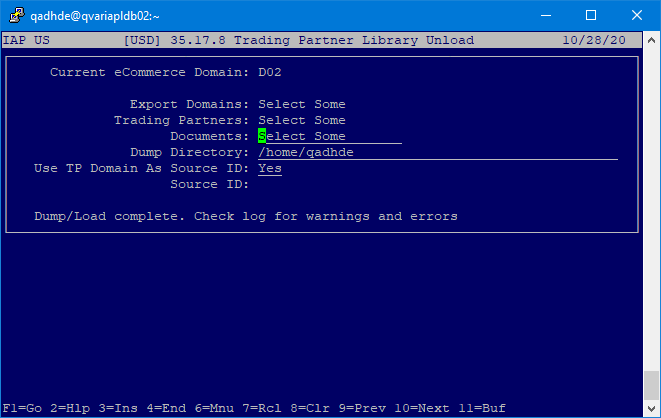 qadhde@qvariapldb02:~
IAP US [USD] 35.17.8 Trading Partner Library Unload 10/28/20
Current eCommerce Domain: D02
Export Domains: Select Some
Trading Partners: Select Some
Documents: Select Some
Dump Directory: /home/qadhde
Use TP Domain As Source ID: Yes
Source ID:
Dump/Load complete. Check log for warnings and errors
F1=Go 2=Hlp 3=Ins 4=End 6=Mnu 7=Rcl 8=Clr 9=Prev 10=Next 11=Buf